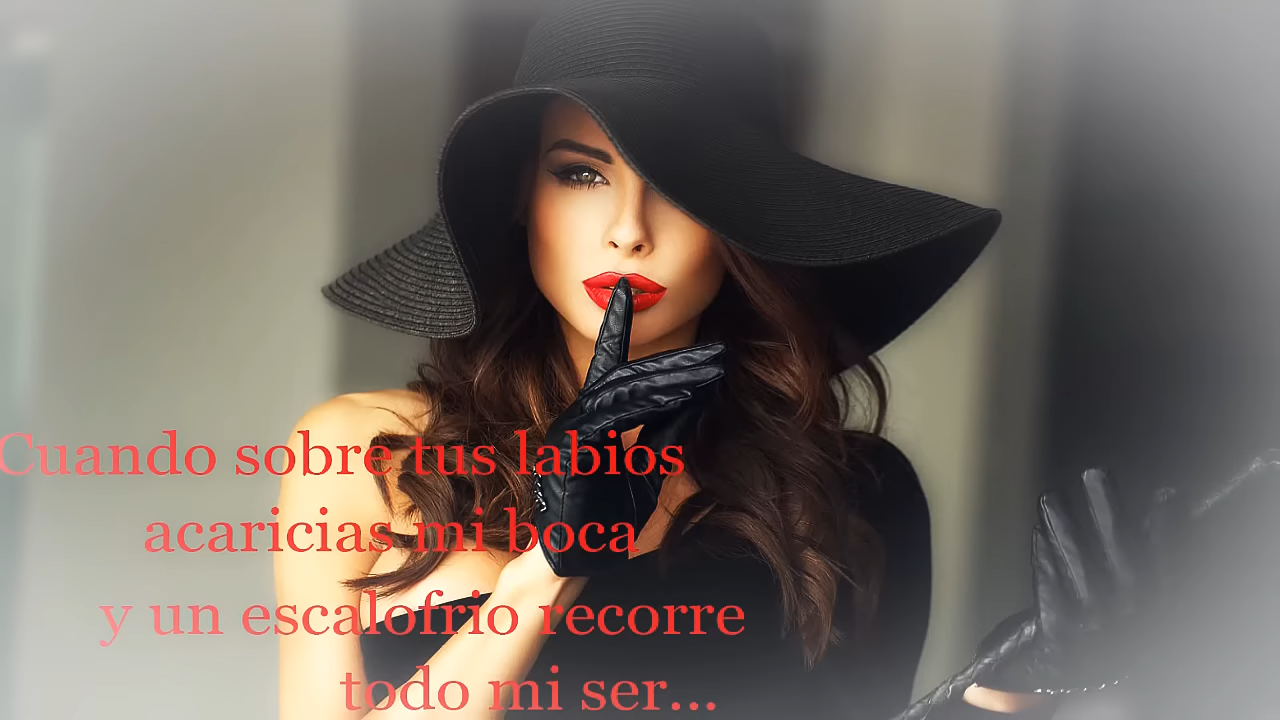 Cuando sobre tus labios
acaricias mi boca
y un escalofrio recorre
todo mi ser...